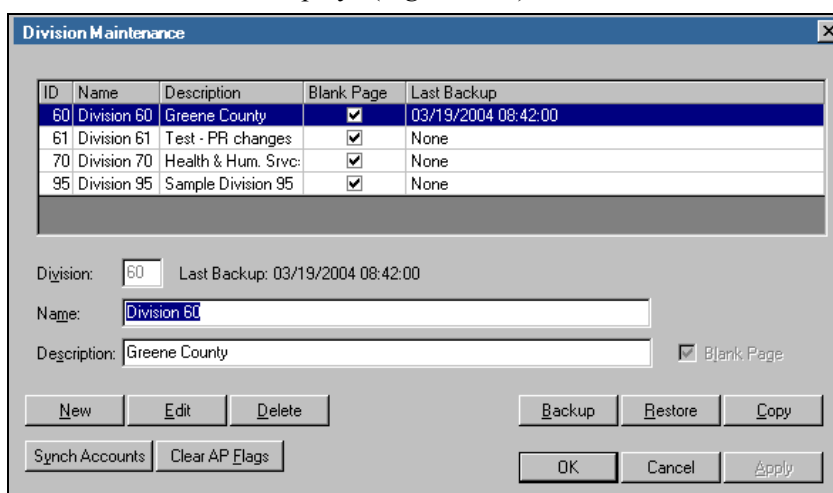 Division Maintenance
ID Name Description Blank Page Last Backup
60 Division 60 Greene County 03/19/2004 08:42:00
61 Division 61 Test - PR changes None
70 Division 70 Health & Hum. Srvc: None
95 Division 95 Sample Division 95 None
Division: 60 Last Backup: 03/19/2004 08:42:00
Name: Division 60
Description: Greene County Blank Page
New Edit Delete Backup Restore Copy
Synch Accounts Clear AP Flags OK Cancel Apply